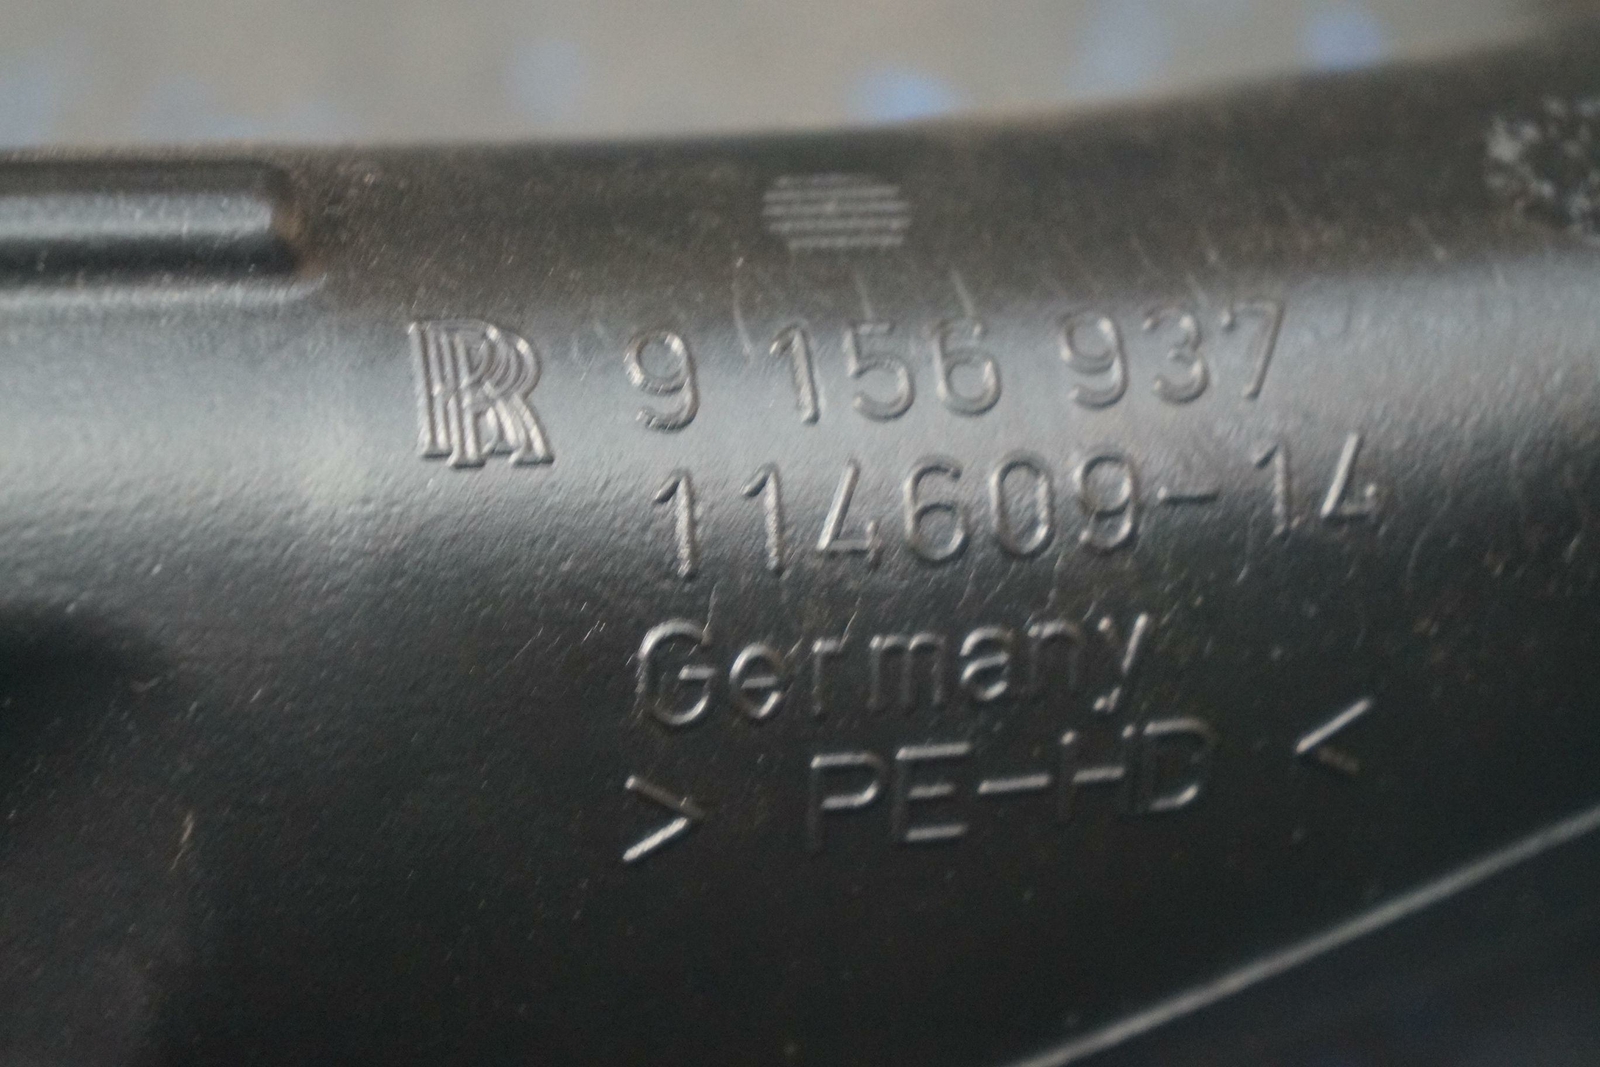 RR 9 156 937
114609-14
Germany
> PE-HD <